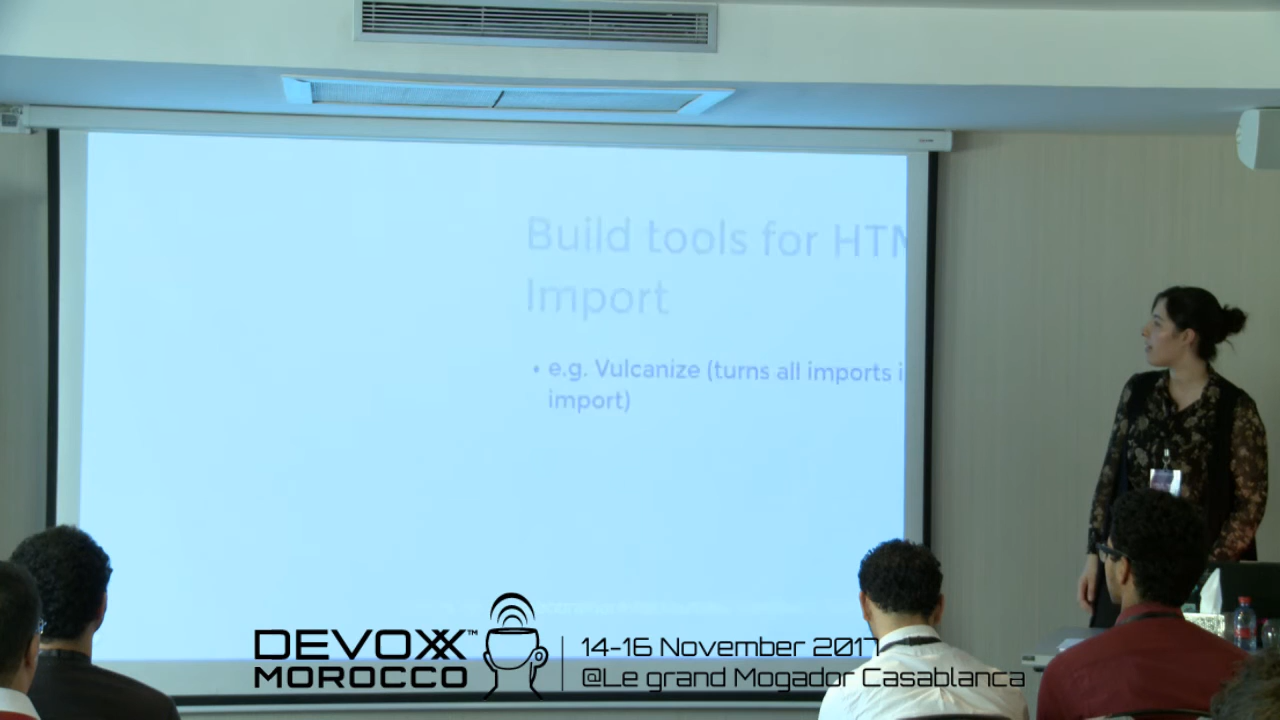 Build tools for HTM
Import
• e.g. Vulcanize (turns all imports i
import)
DEVOXX™
MOROCCO
14-16 November 2017
@Le grand Mogador Casablanca